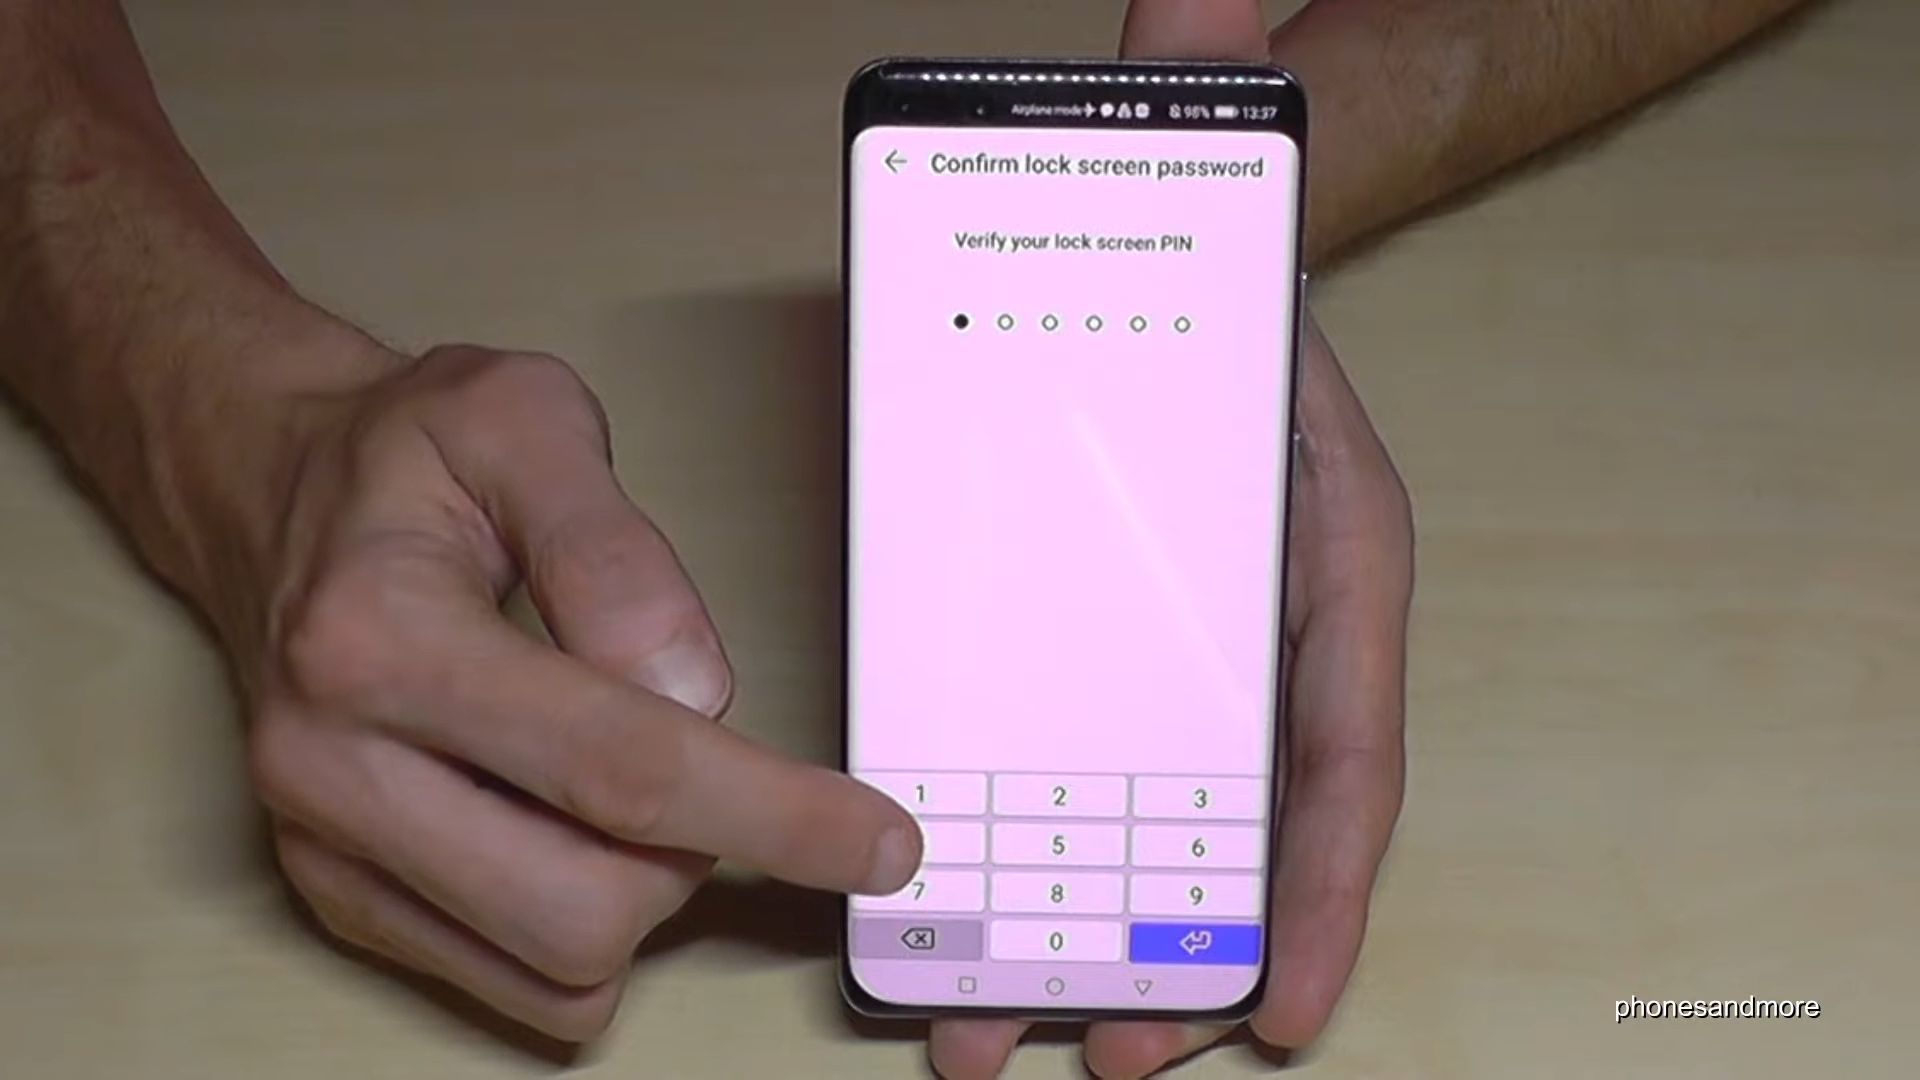 Airplane mode 98% 13:37
Confirm lock screen password
Verify your lock screen PIN
1 2 3
5 6
7 8 9
0
phonesandmore